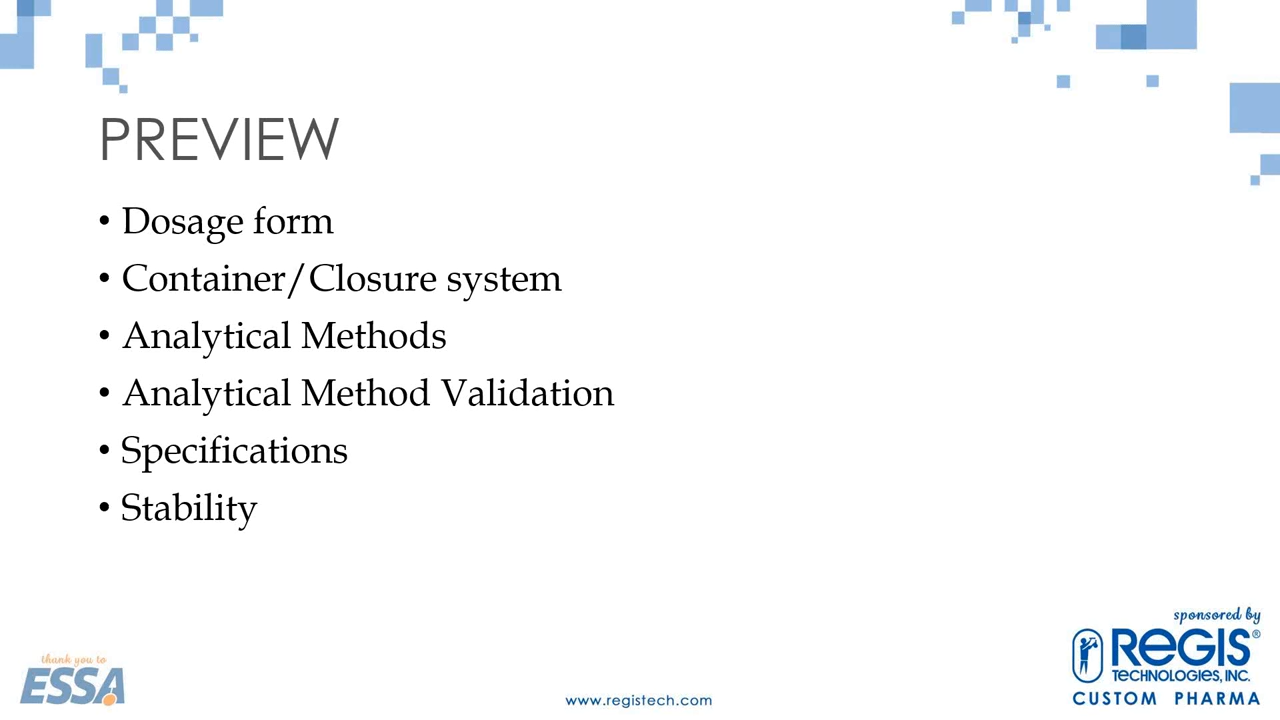 PREVIEW
• Dosage form
• Container/Closure system
• Analytical Methods
• Analytical Method Validation
• Specifications
• Stability
thank you to
ESSA
www.registech.com
sponsored by
REGIS®
TECHNOLOGIES, INC.
CUSTOM PHARMA